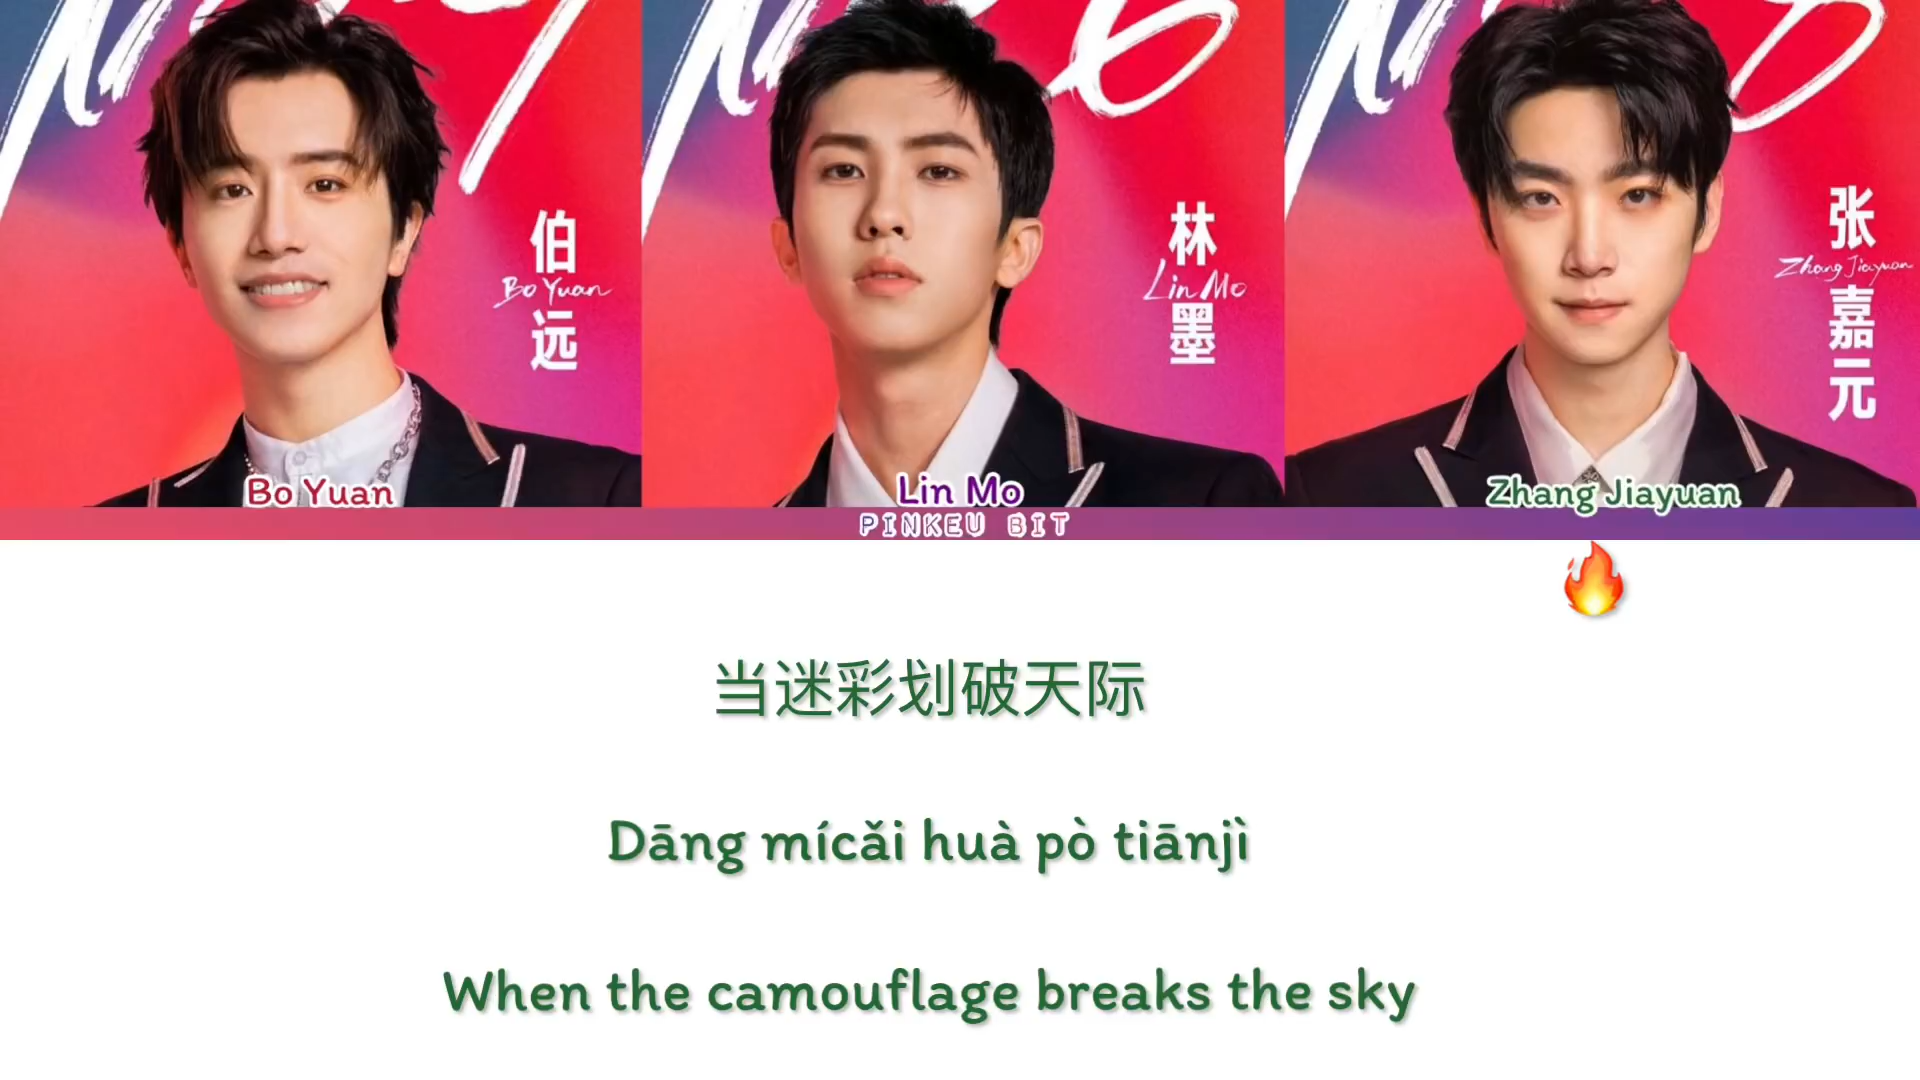 伯
Bo Yuan
远
林
Lin Mo
墨
张
Zhang Jiayuan
嘉
元
Bo Yuan
Lin Mo
Zhang Jiayuan
PINKEU BIT
当迷彩划破天际
Dāng mícǎi huà pò tiānjì
When the camouflage breaks the sky